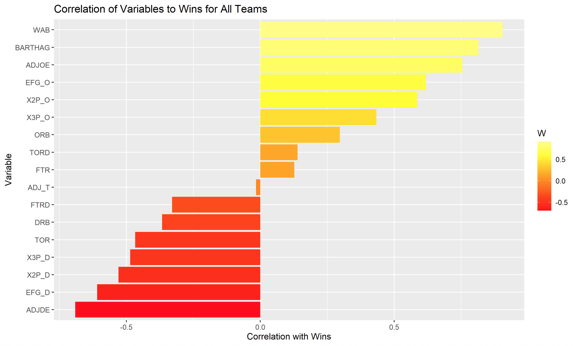 Correlation of Variables to Wins for All Teams
Variable
WAB
BARTHAG
ADJOE
EFG_O
X2P_O
X3P_O
ORB
TORD
FTR
ADJ_T
FTRD
DRB
TOR
X3P_D
X2P_D
EFG_D
ADJDE
-0.5 0.0 0.5
Correlation with Wins
W
0.5
0.0
-0.5